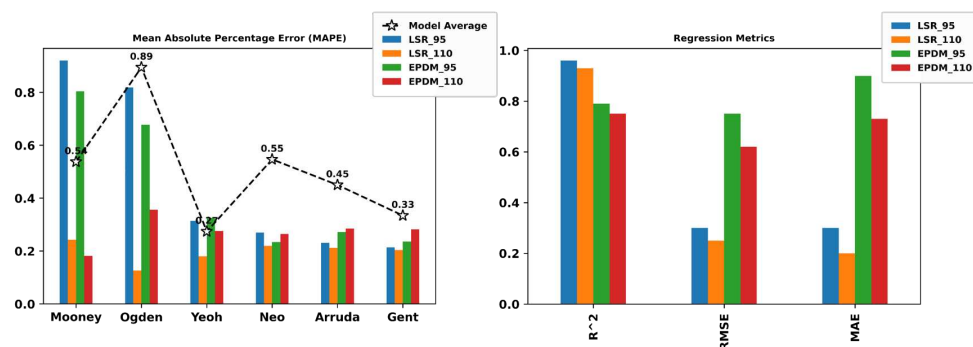 Mean Absolute Percentage Error (MAPE)
Model Average
LSR_95
LSR_110
EPDM_95
EPDM_110
0.8
0.6
0.4
0.2
0.0
0.54
0.89
0.27
0.55
0.45
0.33
Mooney Ogden Yeoh Neo Arruda Gent
Regression Metrics
LSR_95
LSR_110
EPDM_95
EPDM_110
1.0
0.8
0.6
0.4
0.2
0.0
R^2
RMSE
MAE